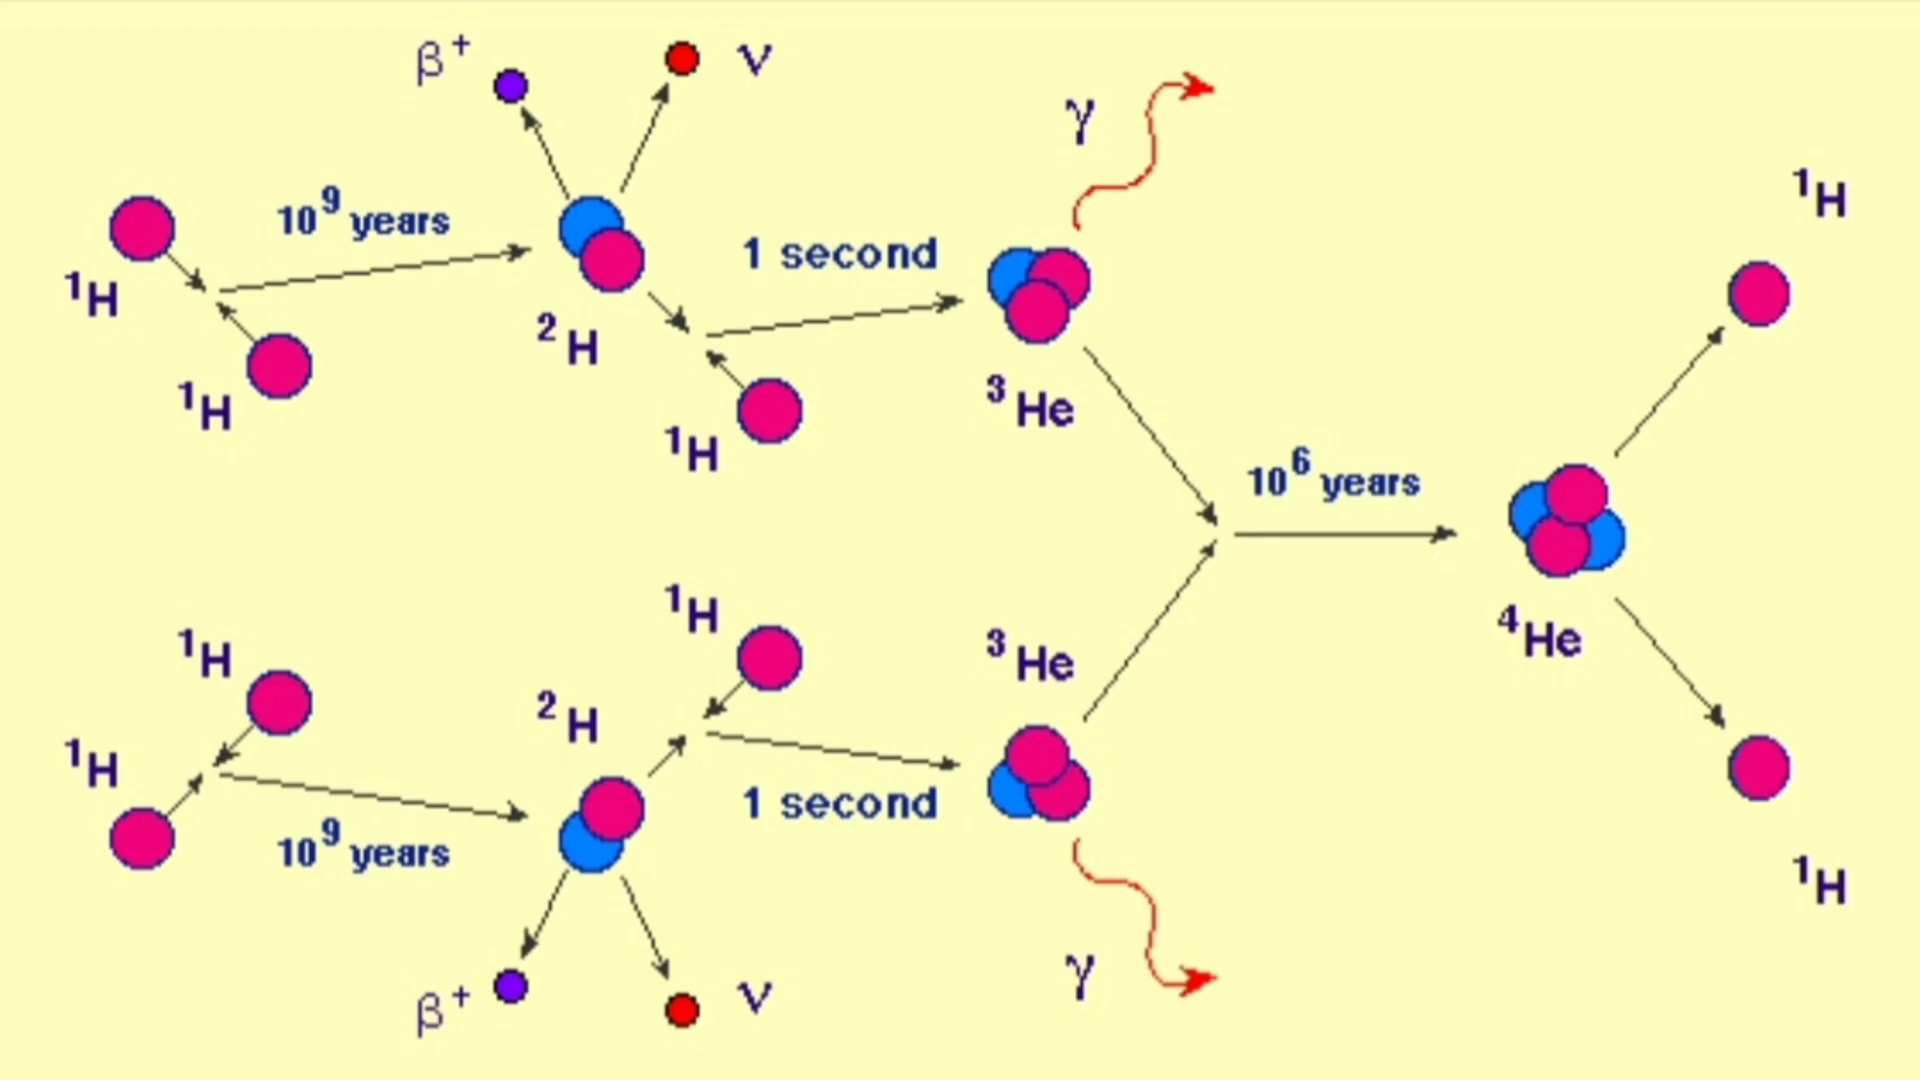 β⁺
ν
γ
¹H
10⁹ years
1 second
¹H
²H
¹H
³He
¹H
10⁶ years
¹H
³He
⁴He
¹H
²H
¹H
1 second
10⁹ years
¹H
γ
β⁺
ν